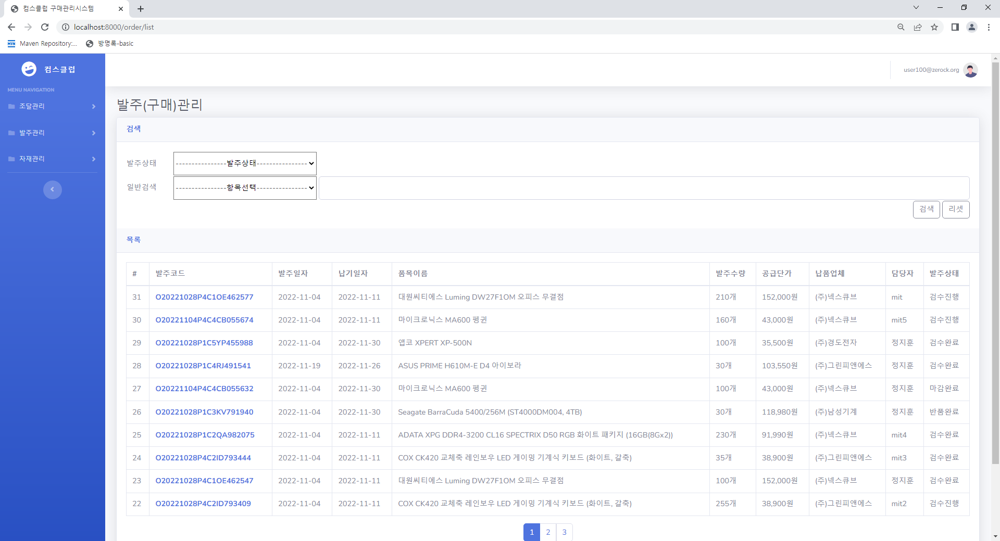 컴스클럽 구매관리시스템
localhost:8000/order/list
Maven Repository:... 방명록-basic
컴스클럽
user100@zerock.org
MENU NAVIGATION
조달관리
발주관리
자재관리
발주(구매)관리
검색
발주상태 ----------------발주상태----------------
일반검색 ----------------항목선택----------------
검색 리셋
목록
# 발주코드 발주일자 납기일자 품목이름 발주수량 공급단가 납품업체 담당자 발주상태
31 O20221028P4C1OE462577 2022-11-04 2022-11-11 대원씨티에스 Luming DW27F1OM 오피스 무결점 210개 152,000원 (주)넥스큐브 mit 검수진행
30 O20221104P4C4CB055674 2022-11-04 2022-11-11 마이크로닉스 MA600 펭귄 160개 43,000원 (주)넥스큐브 mit5 검수진행
29 O20221028P1C5YP455988 2022-11-04 2022-11-30 앱코 XPERT XP-500N 100개 35,500원 (주)경도전자 정지훈 검수완료
28 O20221028P1C4RJ491541 2022-11-19 2022-11-26 ASUS PRIME H610M-E D4 아이보라 30개 103,550원 (주)그린피앤에스 정지훈 검수완료
27 O20221104P4C4CB055632 2022-11-04 2022-11-30 마이크로닉스 MA600 펭귄 100개 43,000원 (주)넥스큐브 정지훈 마감완료
26 O20221028P1C3KV791940 2022-11-04 2022-11-30 Seagate BarraCuda 5400/256M (ST4000DM004, 4TB) 30개 118,980원 (주)남성기계 정지훈 반품완료
25 O20221028P1C2QA982075 2022-11-04 2022-11-11 ADATA XPG DDR4-3200 CL16 SPECTRIX D50 RGB 화이트 패키지 (16GB(8Gx2)) 230개 91,990원 (주)넥스큐브 mit4 검수완료
24 O20221028P4C2ID793444 2022-11-04 2022-11-11 COX CK420 교체축 레인보우 LED 게이밍 기계식 키보드 (화이트, 갈축) 35개 38,900원 (주)그린피앤에스 mit3 검수완료
23 O20221028P4C1OE462547 2022-11-04 2022-11-11 대원씨티에스 Luming DW27F1OM 오피스 무결점 100개 152,000원 (주)넥스큐브 정지훈 검수완료
22 O20221028P4C2ID793409 2022-11-04 2022-11-11 COX CK420 교체축 레인보우 LED 게이밍 기계식 키보드 (화이트, 갈축) 255개 38,900원 (주)그린피앤에스 mit2 검수진행
1 2 3